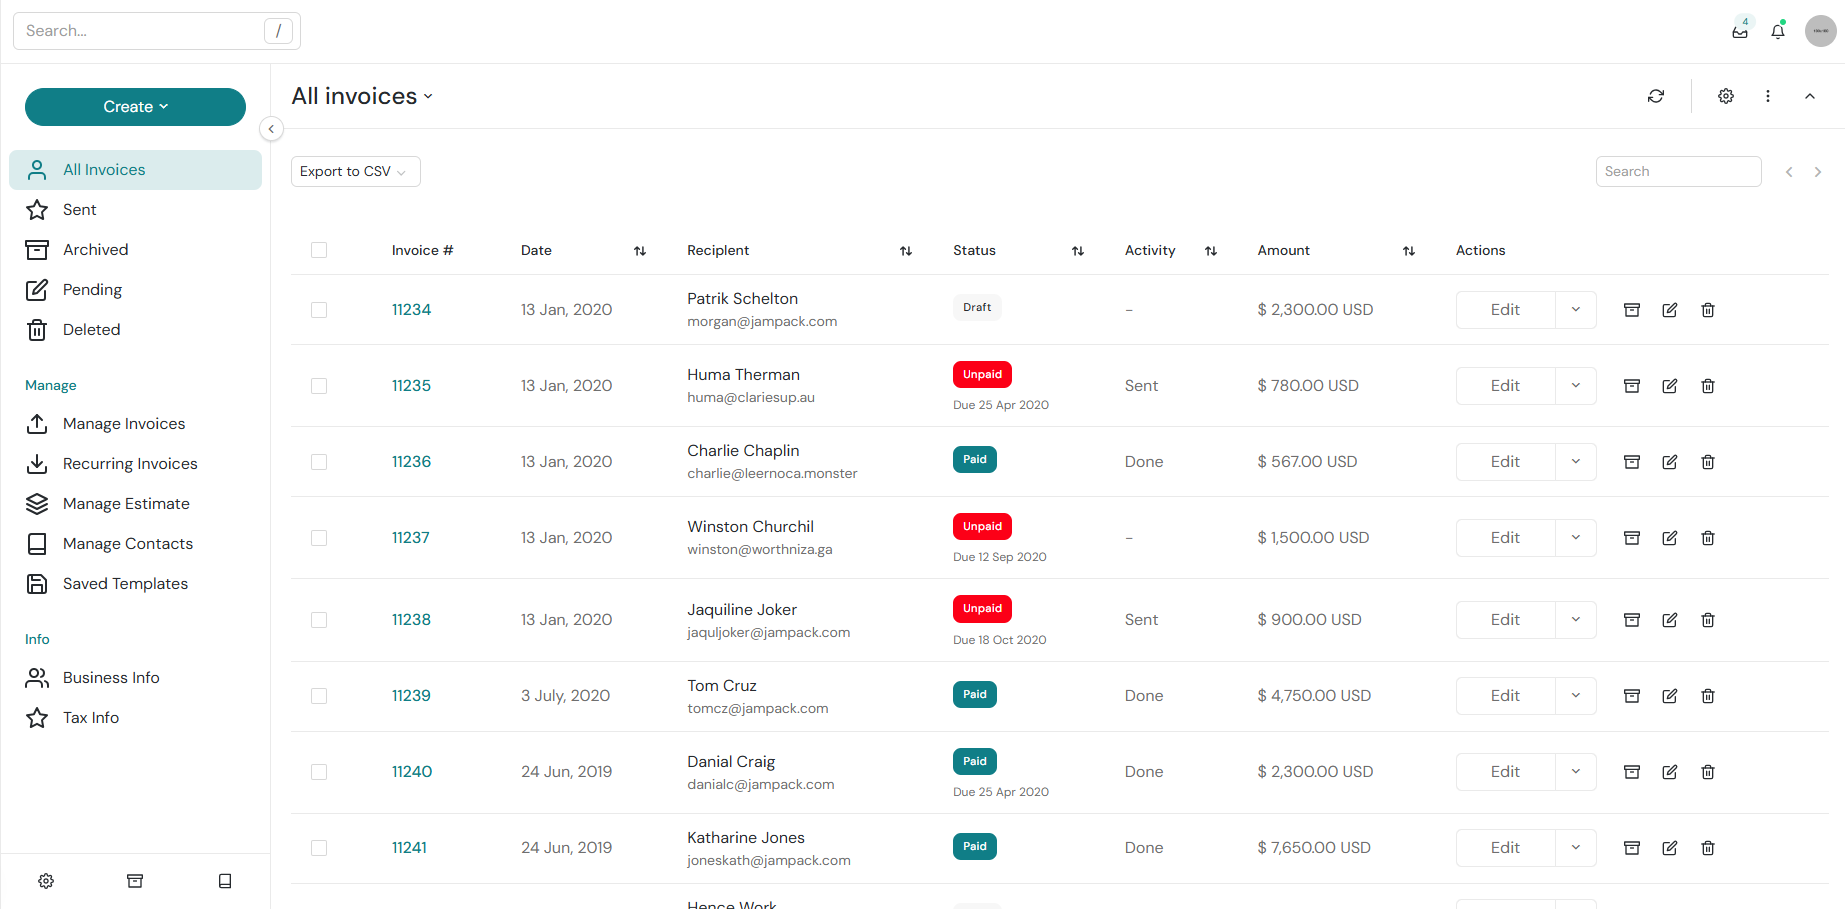 Search...
/
4
Create
All Invoices
Sent
Archived
Pending
Deleted
Manage
Manage Invoices
Recurring Invoices
Manage Estimate
Manage Contacts
Saved Templates
Info
Business Info
Tax Info
All invoices
Export to CSV
Search
Invoice # Date Recipient Status Activity Amount Actions
11234 13 Jan, 2020 Patrik Schelton Draft - $ 2,300.00 USD Edit
morgan@jampack.com
11235 13 Jan, 2020 Huma Therman Unpaid Sent $ 780.00 USD Edit
huma@clariesup.au Due 25 Apr 2020
11236 13 Jan, 2020 Charlie Chaplin Paid Done $ 567.00 USD Edit
charlie@leernoca.monster
11237 13 Jan, 2020 Winston Churchil Unpaid - $ 1,500.00 USD Edit
winston@worthniza.ga Due 12 Sep 2020
11238 13 Jan, 2020 Jaquiline Joker Unpaid Sent $ 900.00 USD Edit
jaquljoker@jampack.com Due 18 Oct 2020
11239 3 July, 2020 Tom Cruz Paid Done $ 4,750.00 USD Edit
tomcz@jampack.com
11240 24 Jun, 2019 Danial Craig Paid Done $ 2,300.00 USD Edit
danialc@jampack.com Due 25 Apr 2020
11241 24 Jun, 2019 Katharine Jones Paid Done $ 7,650.00 USD Edit
joneskath@jampack.com
Hence Work